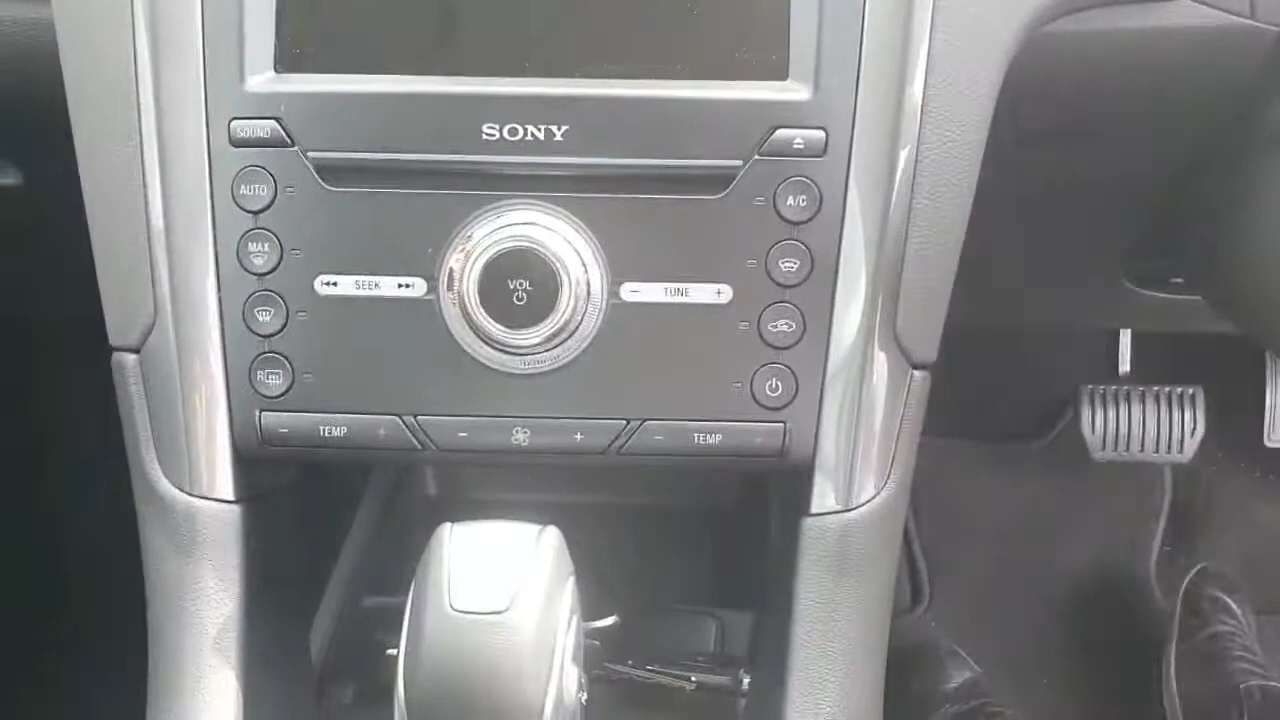 SONY
SOUND
AUTO
A/C
MAX
VOL
SEEK
- TUNE +
R
- TEMP +
- +
- TEMP +